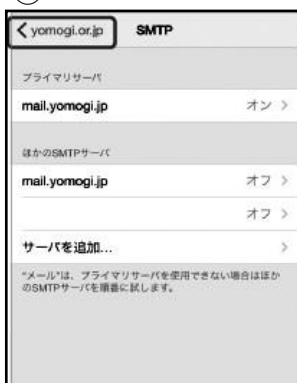 yomogi.or.jp SMTP
プライマリサーバ
mail.yomogi.jp オン
ほかのSMTPサーバ
mail.yomogi.jp オフ
オフ
サーバを追加...
"メール"は、プライマリサーバを使用できない場合はほか
のSMTPサーバを順番に試します。